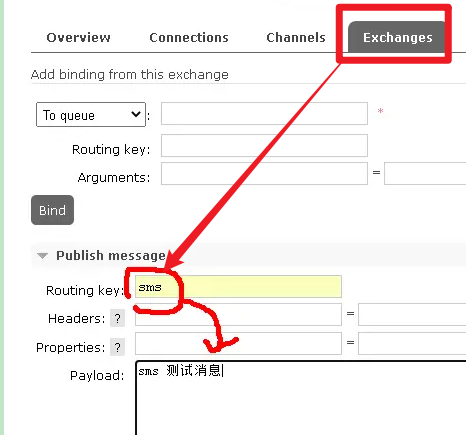 Overview Connections Channels Exchanges
Add binding from this exchange
To queue : *
Routing key:
Arguments: =
Bind
Publish message
Routing key: sms
Headers: ? =
Properties: ? =
Payload: sms 测试消息